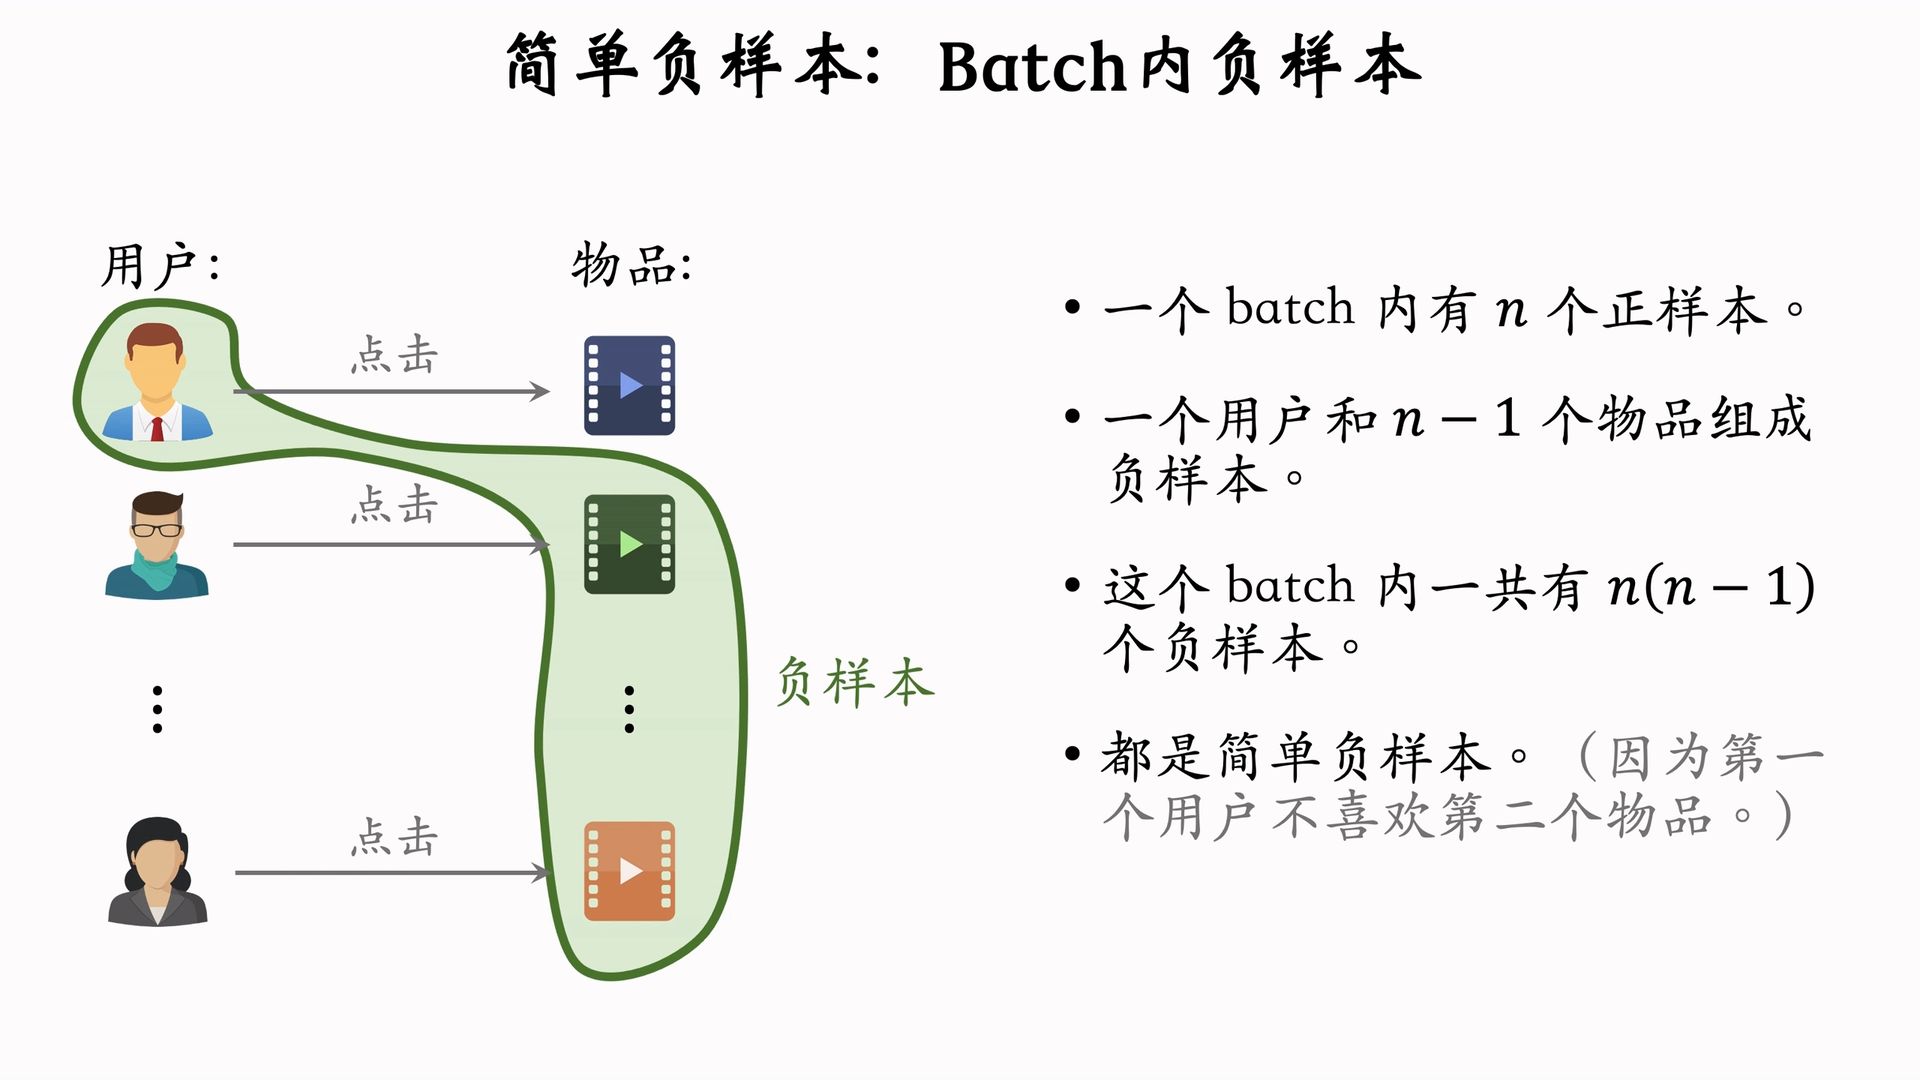 简单负样本：Batch内负样本
用户：
物品：
点击
点击
点击
负样本
• 一个 batch 内有 n 个正样本。
• 一个用户和 n − 1 个物品组成
负样本。
• 这个 batch 内一共有 n(n − 1)
个负样本。
• 都是简单负样本。（因为第一
个用户不喜欢第二个物品。）